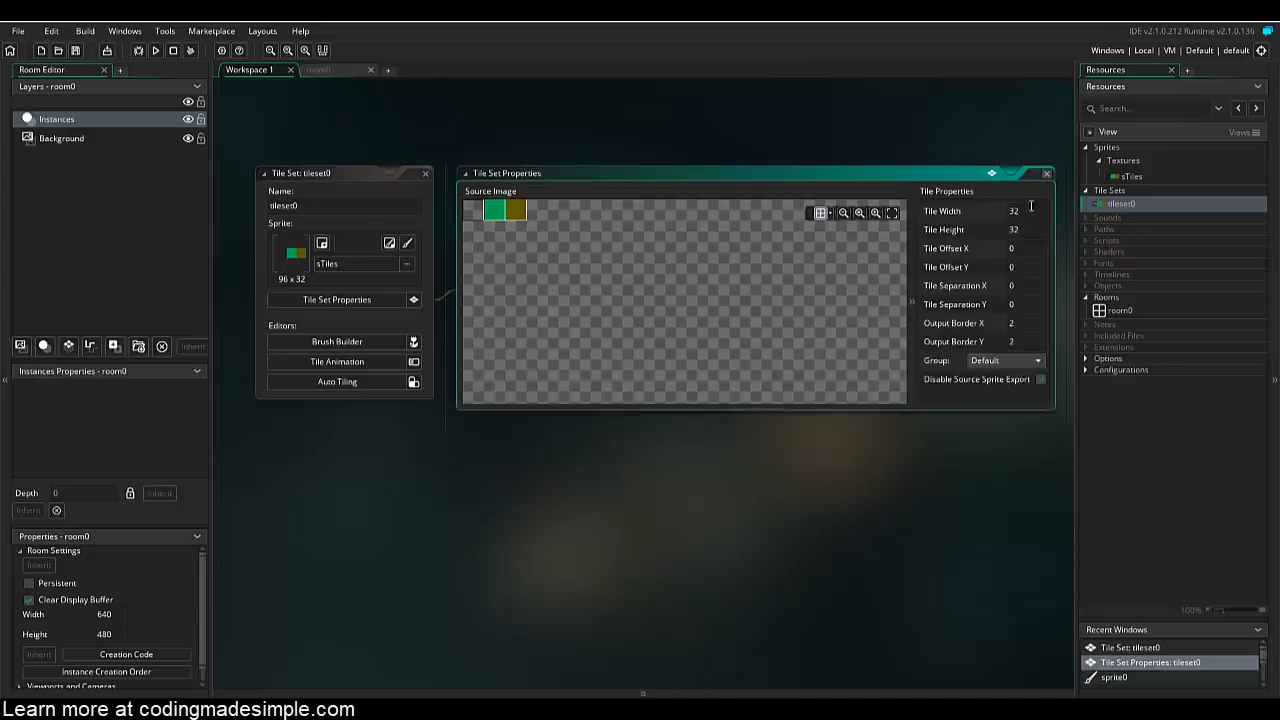 File Edit Build Windows Tools Marketplace Layouts Help
IDE v2.1.0.212 Runtime v2.1.0.136
Windows | Local | VM | Default | default
Room Editor
Workspace 1
room0
Resources
Layers - room0
Resources
Search...
Instances
Background
View
Views
Sprites
Textures
sTiles
Tile Sets
tileset0
Sounds
Paths
Scripts
Shaders
Fonts
Timelines
Objects
Rooms
room0
Notes
Included Files
Extensions
Options
Configurations
Tile Set: tileset0
Name:
tileset0
Sprite:
sTiles
96 x 32
Tile Set Properties
Editors:
Brush Builder
Tile Animation
Auto Tiling
Tile Set Properties
Source Image
Tile Properties
Tile Width 32
Tile Height 32
Tile Offset X 0
Tile Offset Y 0
Tile Separation X 0
Tile Separation Y 0
Output Border X 2
Output Border Y 2
Group: Default
Disable Source Sprite Export
Inherit
Instances Properties - room0
Depth 0 Inherit
Inherit
Properties - room0
Room Settings
Inherit
Persistent
Clear Display Buffer
Width 640
Height 480
Inherit Creation Code
Instance Creation Order
Viewports and Cameras
100%
Recent Windows
Tile Set: tileset0
Tile Set Properties: tileset0
sprite0
Learn more at codingmadesimple.com